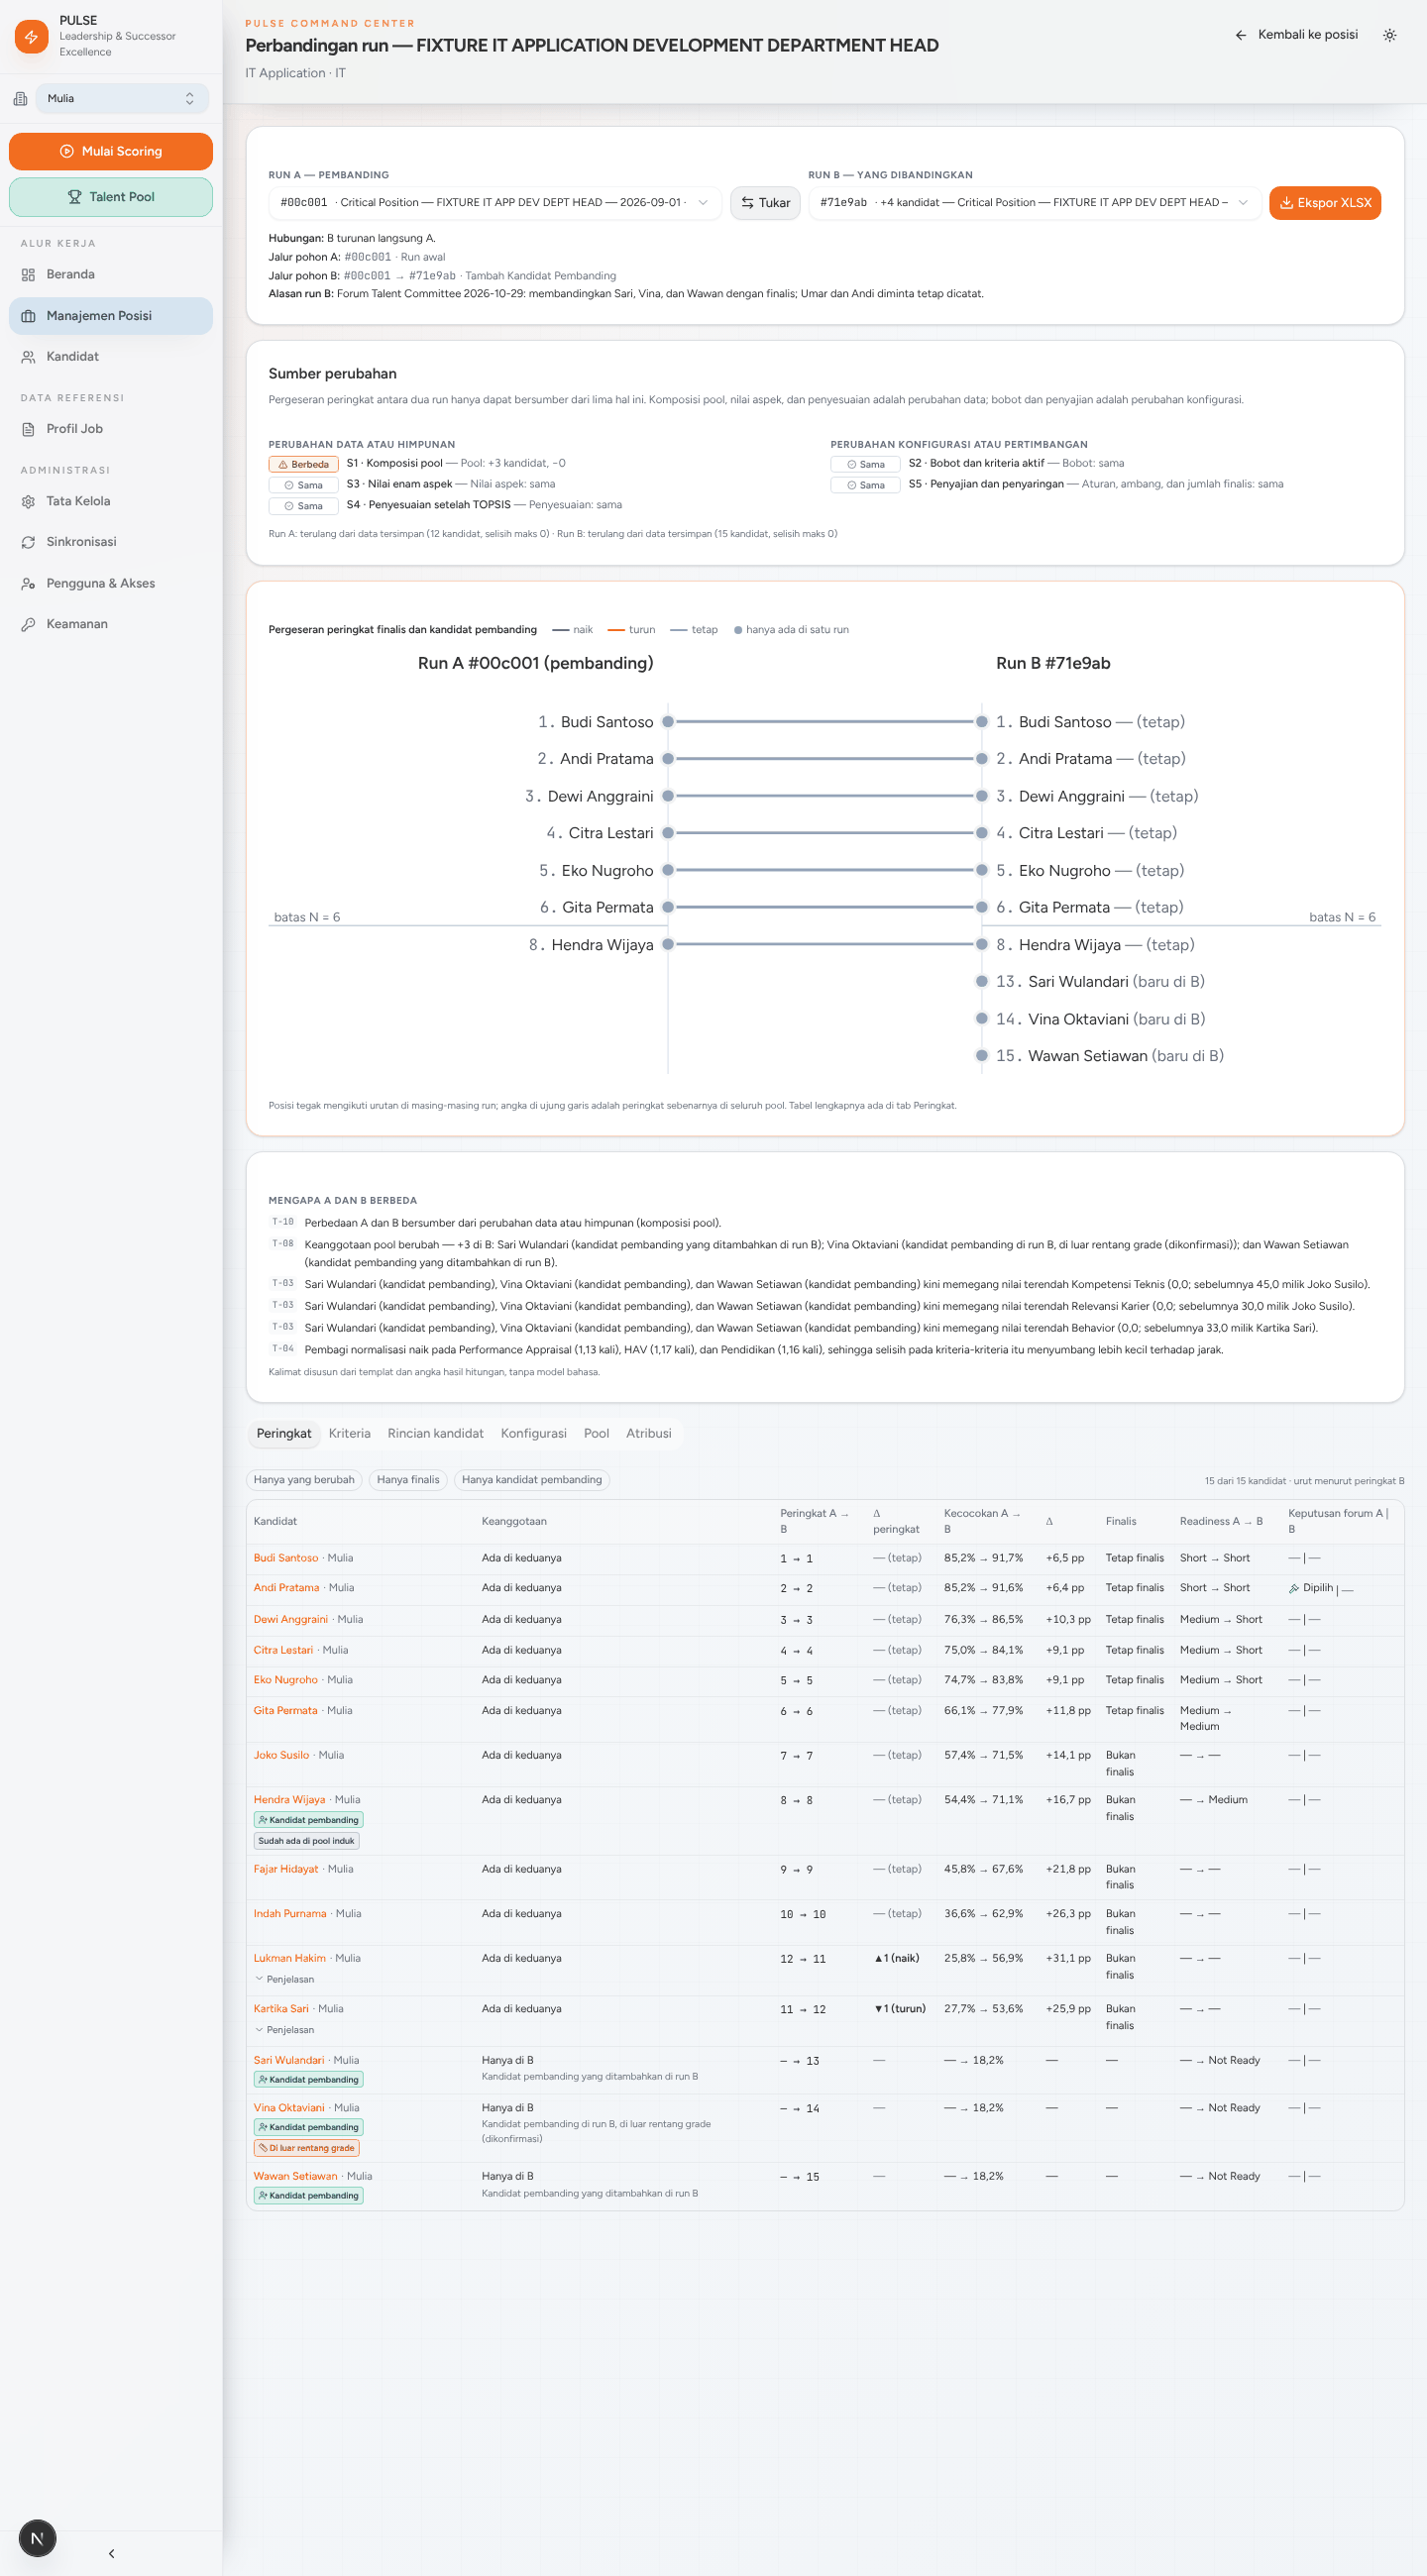 PULSE
Leadership & Successor
Excellence
Mulia
Mulai Scoring
Talent Pool
ALUR KERJA
Beranda
Manajemen Posisi
Kandidat
DATA REFERENSI
Profil Job
ADMINISTRASI
Tata Kelola
Sinkronisasi
Pengguna & Akses
Keamanan
N
PULSE COMMAND CENTER
Perbandingan run — FIXTURE IT APPLICATION DEVELOPMENT DEPARTMENT HEAD
IT Application · IT
Kembali ke posisi
RUN A — PEMBANDING
#00c001 · Critical Position — FIXTURE IT APP DEV DEPT HEAD — 2026-09-01 ·
Tukar
RUN B — YANG DIBANDINGKAN
#71e9ab · +4 kandidat — Critical Position — FIXTURE IT APP DEV DEPT HEAD –
Ekspor XLSX
Hubungan: B turunan langsung A.
Jalur pohon A: #00c001 · Run awal
Jalur pohon B: #00c001 → #71e9ab · Tambah Kandidat Pembanding
Alasan run B: Forum Talent Committee 2026-10-29: membandingkan Sari, Vina, dan Wawan dengan finalis; Umar dan Andi diminta tetap dicatat.
Sumber perubahan
Pergeseran peringkat antara dua run hanya dapat bersumber dari lima hal ini. Komposisi pool, nilai aspek, dan penyesuaian adalah perubahan data; bobot dan penyajian adalah perubahan konfigurasi.
PERUBAHAN DATA ATAU HIMPUNAN
Berbeda S1 · Komposisi pool — Pool: +3 kandidat, −0
Sama S3 · Nilai enam aspek — Nilai aspek: sama
Sama S4 · Penyesuaian setelah TOPSIS — Penyesuaian: sama
PERUBAHAN KONFIGURASI ATAU PERTIMBANGAN
Sama S2 · Bobot dan kriteria aktif — Bobot: sama
Sama S5 · Penyajian dan penyaringan — Aturan, ambang, dan jumlah finalis: sama
Run A: terulang dari data tersimpan (12 kandidat, selisih maks 0) · Run B: terulang dari data tersimpan (15 kandidat, selisih maks 0)
Pergeseran peringkat finalis dan kandidat pembanding naik turun tetap hanya ada di satu run
Run A #00c001 (pembanding) Run B #71e9ab
1. Budi Santoso 1. Budi Santoso — (tetap)
2. Andi Pratama 2. Andi Pratama — (tetap)
3. Dewi Anggraini 3. Dewi Anggraini — (tetap)
4. Citra Lestari 4. Citra Lestari — (tetap)
5. Eko Nugroho 5. Eko Nugroho — (tetap)
6. Gita Permata 6. Gita Permata — (tetap)
batas N = 6 batas N = 6
8. Hendra Wijaya 8. Hendra Wijaya — (tetap)
13. Sari Wulandari (baru di B)
14. Vina Oktaviani (baru di B)
15. Wawan Setiawan (baru di B)
Posisi tegak mengikuti urutan di masing-masing run; angka di ujung garis adalah peringkat sebenarnya di seluruh pool. Tabel lengkapnya ada di tab Peringkat.
MENGAPA A DAN B BERBEDA
T-10 Perbedaan A dan B bersumber dari perubahan data atau himpunan (komposisi pool).
T-08 Keanggotaan pool berubah — +3 di B: Sari Wulandari (kandidat pembanding yang ditambahkan di run B); Vina Oktaviani (kandidat pembanding di run B, di luar rentang grade (dikonfirmasi)); dan Wawan Setiawan
(kandidat pembanding yang ditambahkan di run B).
T-03 Sari Wulandari (kandidat pembanding), Vina Oktaviani (kandidat pembanding), dan Wawan Setiawan (kandidat pembanding) kini memegang nilai terendah Kompetensi Teknis (0,0; sebelumnya 45,0 milik Joko Susilo).
T-03 Sari Wulandari (kandidat pembanding), Vina Oktaviani (kandidat pembanding), dan Wawan Setiawan (kandidat pembanding) kini memegang nilai terendah Relevansi Karier (0,0; sebelumnya 30,0 milik Joko Susilo).
T-03 Sari Wulandari (kandidat pembanding), Vina Oktaviani (kandidat pembanding), dan Wawan Setiawan (kandidat pembanding) kini memegang nilai terendah Behavior (0,0; sebelumnya 33,0 milik Kartika Sari).
T-04 Pembagi normalisasi naik pada Performance Appraisal (1,13 kali), HAV (1,17 kali), dan Pendidikan (1,16 kali), sehingga selisih pada kriteria-kriteria itu menyumbang lebih kecil terhadap jarak.
Kalimat disusun dari templat dan angka hasil hitungan, tanpa model bahasa.
Peringkat Kriteria Rincian kandidat Konfigurasi Pool Atribusi
Hanya yang berubah Hanya finalis Hanya kandidat pembanding 15 dari 15 kandidat · urut menurut peringkat B
Kandidat Keanggotaan Peringkat A → B Δ peringkat Kecocokan A → B Δ Finalis Readiness A → B Keputusan forum A | B
Budi Santoso · Mulia Ada di keduanya 1 → 1 — (tetap) 85,2% → 91,7% +6,5 pp Tetap finalis Short → Short — | —
Andi Pratama · Mulia Ada di keduanya 2 → 2 — (tetap) 85,2% → 91,6% +6,4 pp Tetap finalis Short → Short Dipilih | —
Dewi Anggraini · Mulia Ada di keduanya 3 → 3 — (tetap) 76,3% → 86,5% +10,3 pp Tetap finalis Medium → Short — | —
Citra Lestari · Mulia Ada di keduanya 4 → 4 — (tetap) 75,0% → 84,1% +9,1 pp Tetap finalis Medium → Short — | —
Eko Nugroho · Mulia Ada di keduanya 5 → 5 — (tetap) 74,7% → 83,8% +9,1 pp Tetap finalis Medium → Short — | —
Gita Permata · Mulia Ada di keduanya 6 → 6 — (tetap) 66,1% → 77,9% +11,8 pp Tetap finalis Medium → Medium — | —
Joko Susilo · Mulia Ada di keduanya 7 → 7 — (tetap) 57,4% → 71,5% +14,1 pp Bukan finalis — → — — | —
Hendra Wijaya · Mulia Ada di keduanya 8 → 8 — (tetap) 54,4% → 71,1% +16,7 pp Bukan finalis — → Medium — | —
Kandidat pembanding
Sudah ada di pool induk
Fajar Hidayat · Mulia Ada di keduanya 9 → 9 — (tetap) 45,8% → 67,6% +21,8 pp Bukan finalis — → — — | —
Indah Purnama · Mulia Ada di keduanya 10 → 10 — (tetap) 36,6% → 62,9% +26,3 pp Bukan finalis — → — — | —
Lukman Hakim · Mulia Ada di keduanya 12 → 11 ▲1 (naik) 25,8% → 56,9% +31,1 pp Bukan finalis — → — — | —
Penjelasan
Kartika Sari · Mulia Ada di keduanya 11 → 12 ▼1 (turun) 27,7% → 53,6% +25,9 pp Bukan finalis — → — — | —
Penjelasan
Sari Wulandari · Mulia Hanya di B — → 13 — — → 18,2% — — — → Not Ready — | —
Kandidat pembanding Kandidat pembanding yang ditambahkan di run B
Vina Oktaviani · Mulia Hanya di B — → 14 — — → 18,2% — — — → Not Ready — | —
Kandidat pembanding Kandidat pembanding di run B, di luar rentang grade
(dikonfirmasi)
Di luar rentang grade
Wawan Setiawan · Mulia Hanya di B — → 15 — — → 18,2% — — — → Not Ready — | —
Kandidat pembanding Kandidat pembanding yang ditambahkan di run B